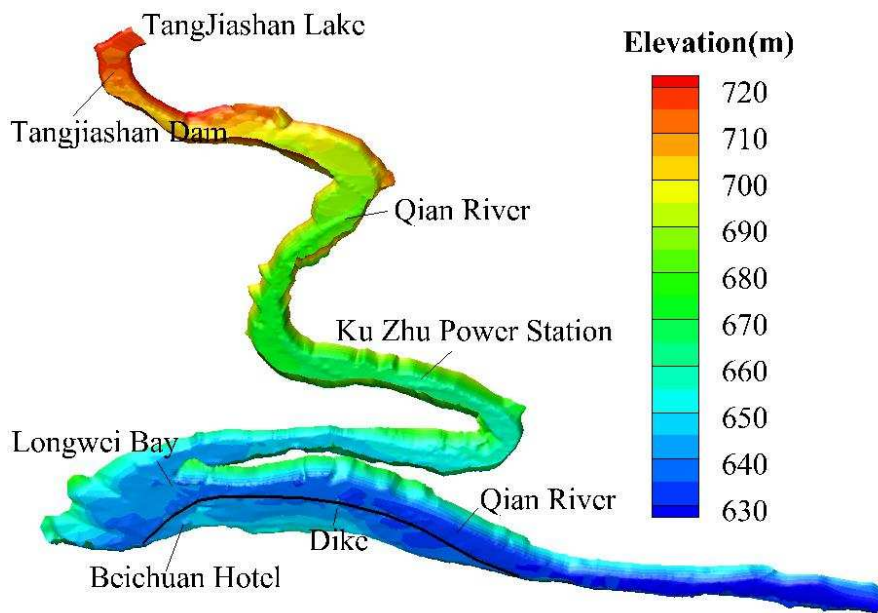 TangJiashan Lake
Elevation(m)
720
Tangjiashan Dam
710
700
Qian River
690
680
Ku Zhu Power Station
670
660
650
Longwei Bay
640
Qian River
630
Dike
Beichuan Hotel